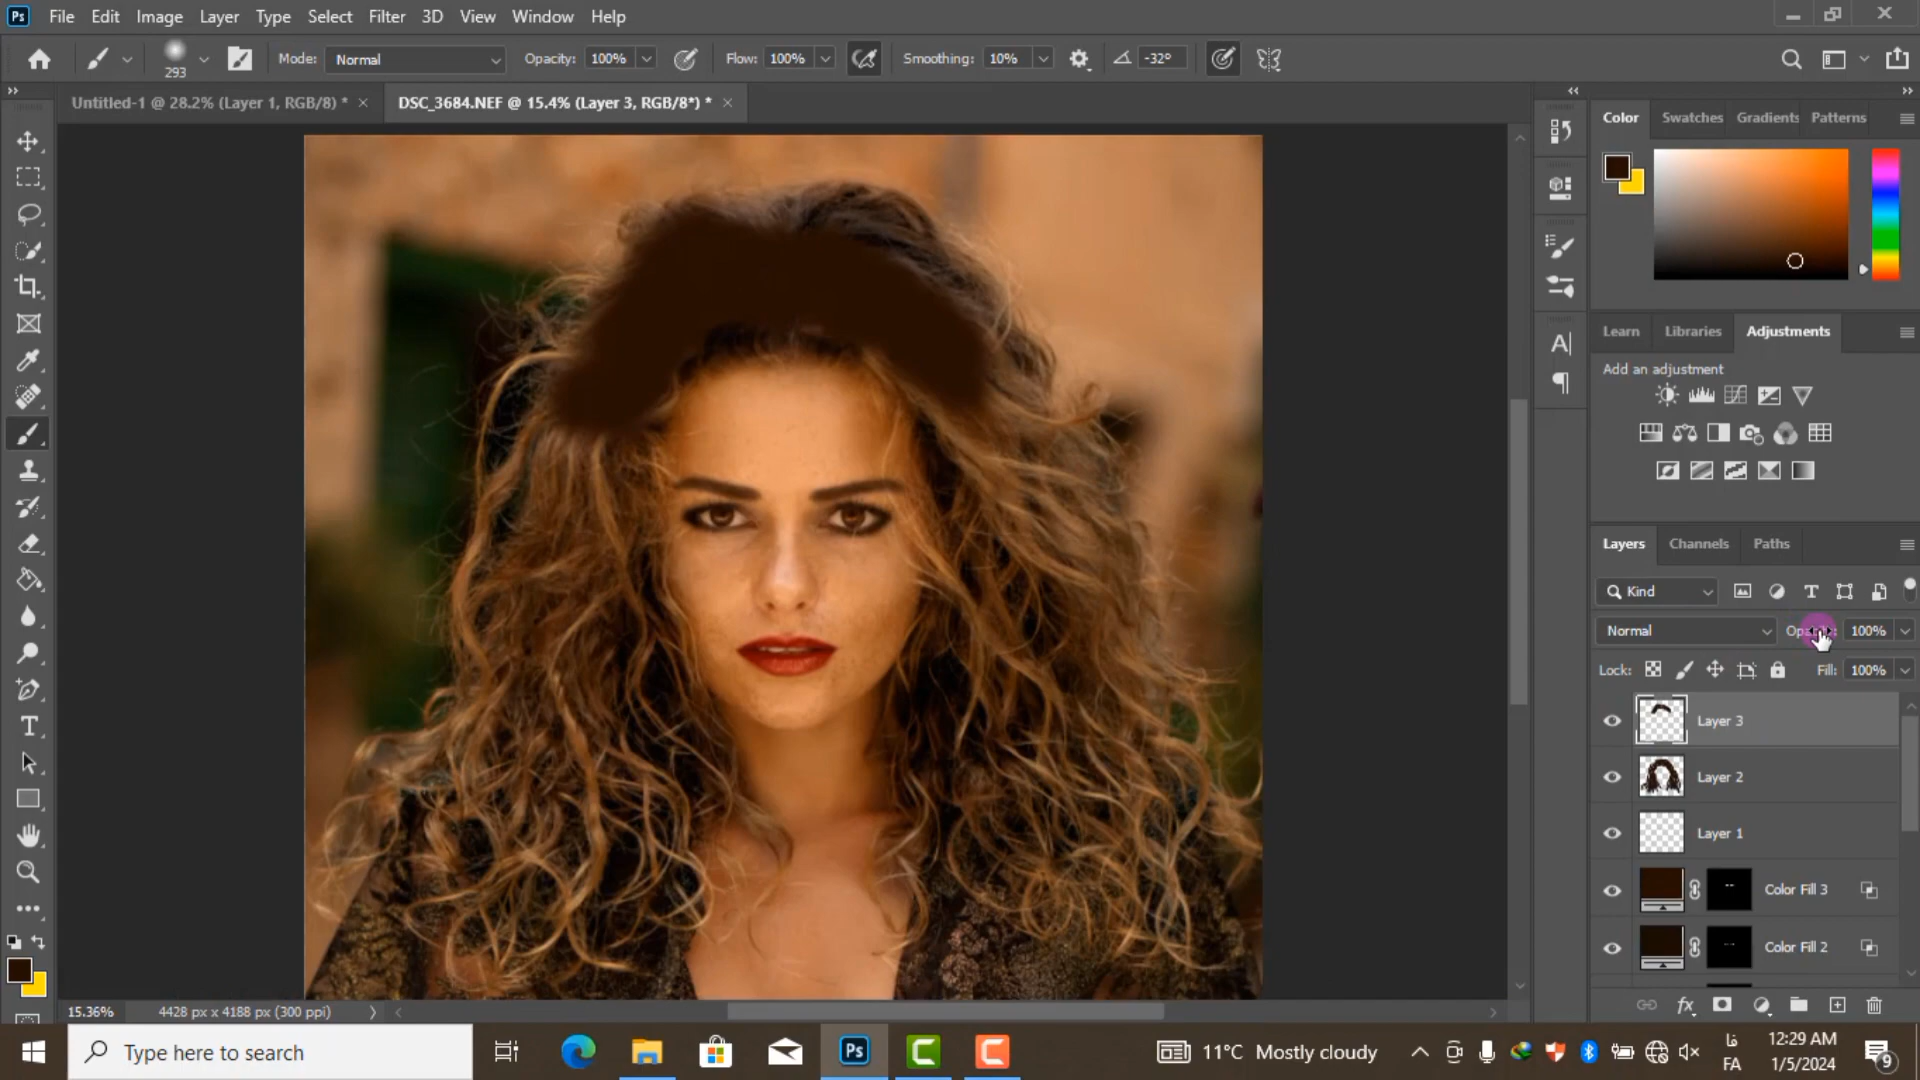 Ps File Edit Image Layer Type Select Filter 3D View Window Help
293 Mode: Normal Opacity: 100% Flow: 100% Smoothing: 10% -32°
Untitled-1 @ 28.2% (Layer 1, RGB/8) * × DSC_3684.NEF @ 15.4% (Layer 3, RGB/8*) * ×
Color Swatches Gradients Patterns
Learn Libraries Adjustments
Add an adjustment
Layers Channels Paths
Kind
Normal Opacity: 100%
Lock: Fill: 100%
Layer 3
Layer 2
Layer 1
Color Fill 3
Color Fill 2
15.36% 4428 px x 4188 px (300 ppi)
Type here to search
Ps
11°C Mostly cloudy
فا
FA
12:29 AM
1/5/2024
9